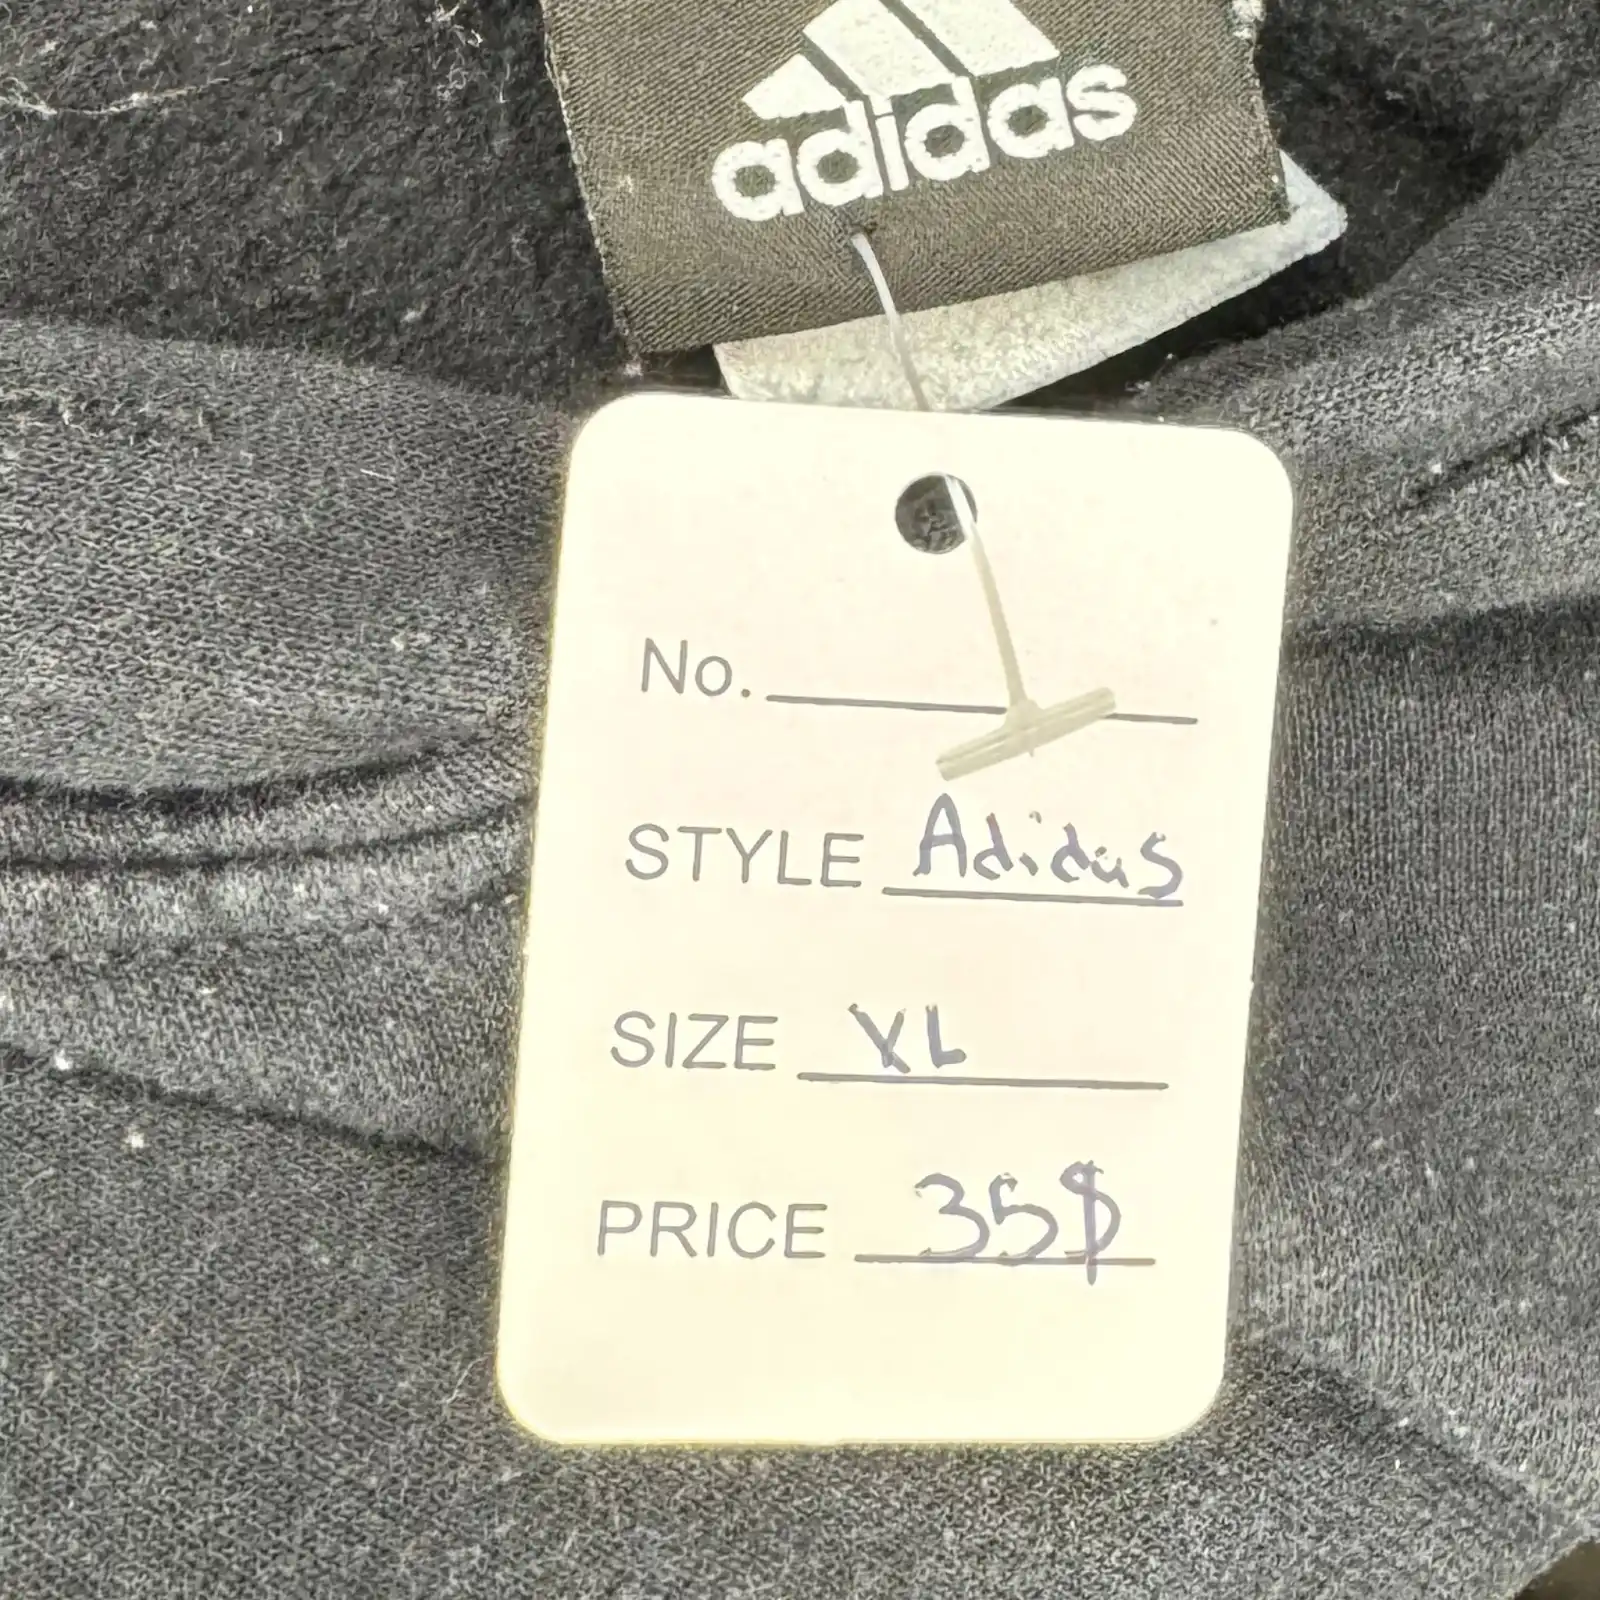 adidas
No.
STYLE Adidas
SIZE XL
PRICE 35$